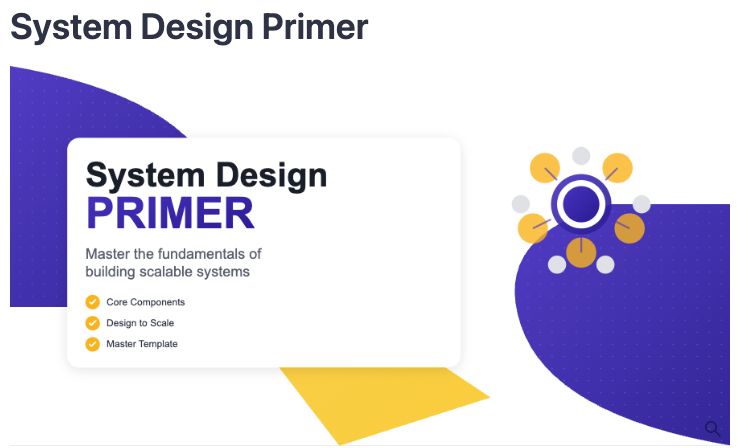 System Design Primer
System Design
PRIMER
Master the fundamentals of
building scalable systems
Core Components
Design to Scale
Master Template